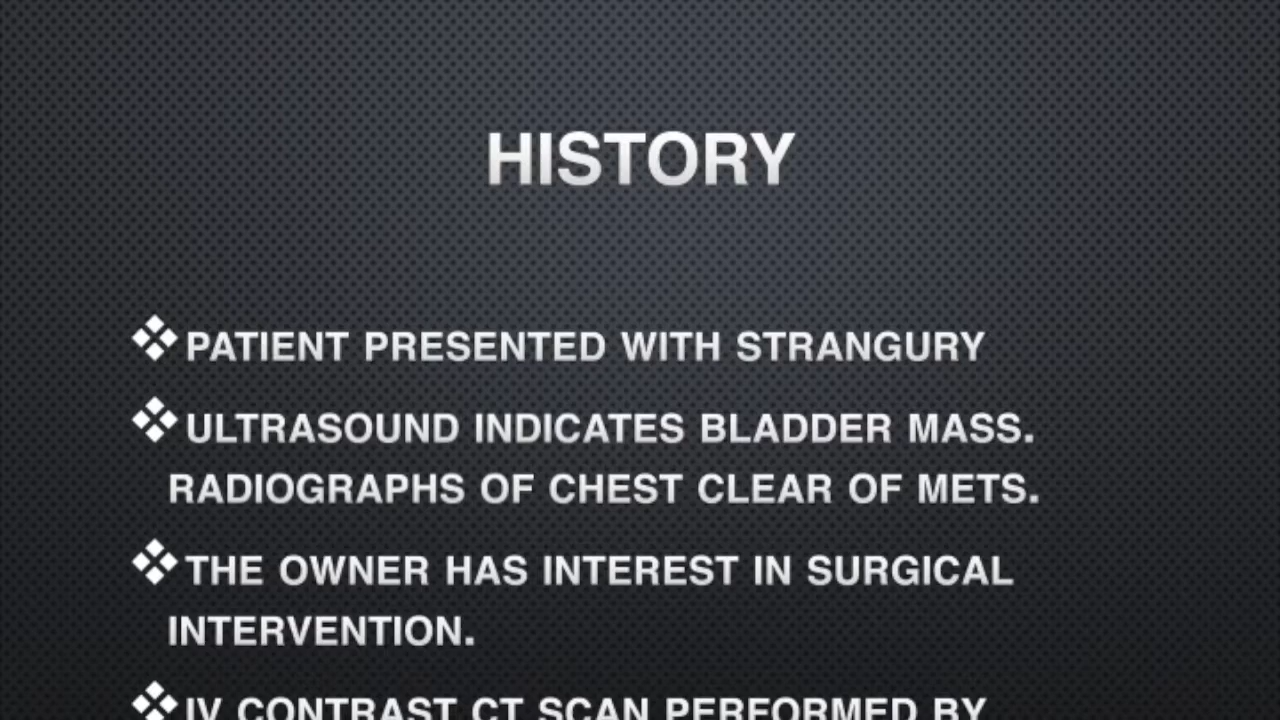 HISTORY
❖PATIENT PRESENTED WITH STRANGURY
❖ULTRASOUND INDICATES BLADDER MASS.
RADIOGRAPHS OF CHEST CLEAR OF METS.
❖THE OWNER HAS INTEREST IN SURGICAL
INTERVENTION.
❖IV CONTRAST CT SCAN PERFORMED BY